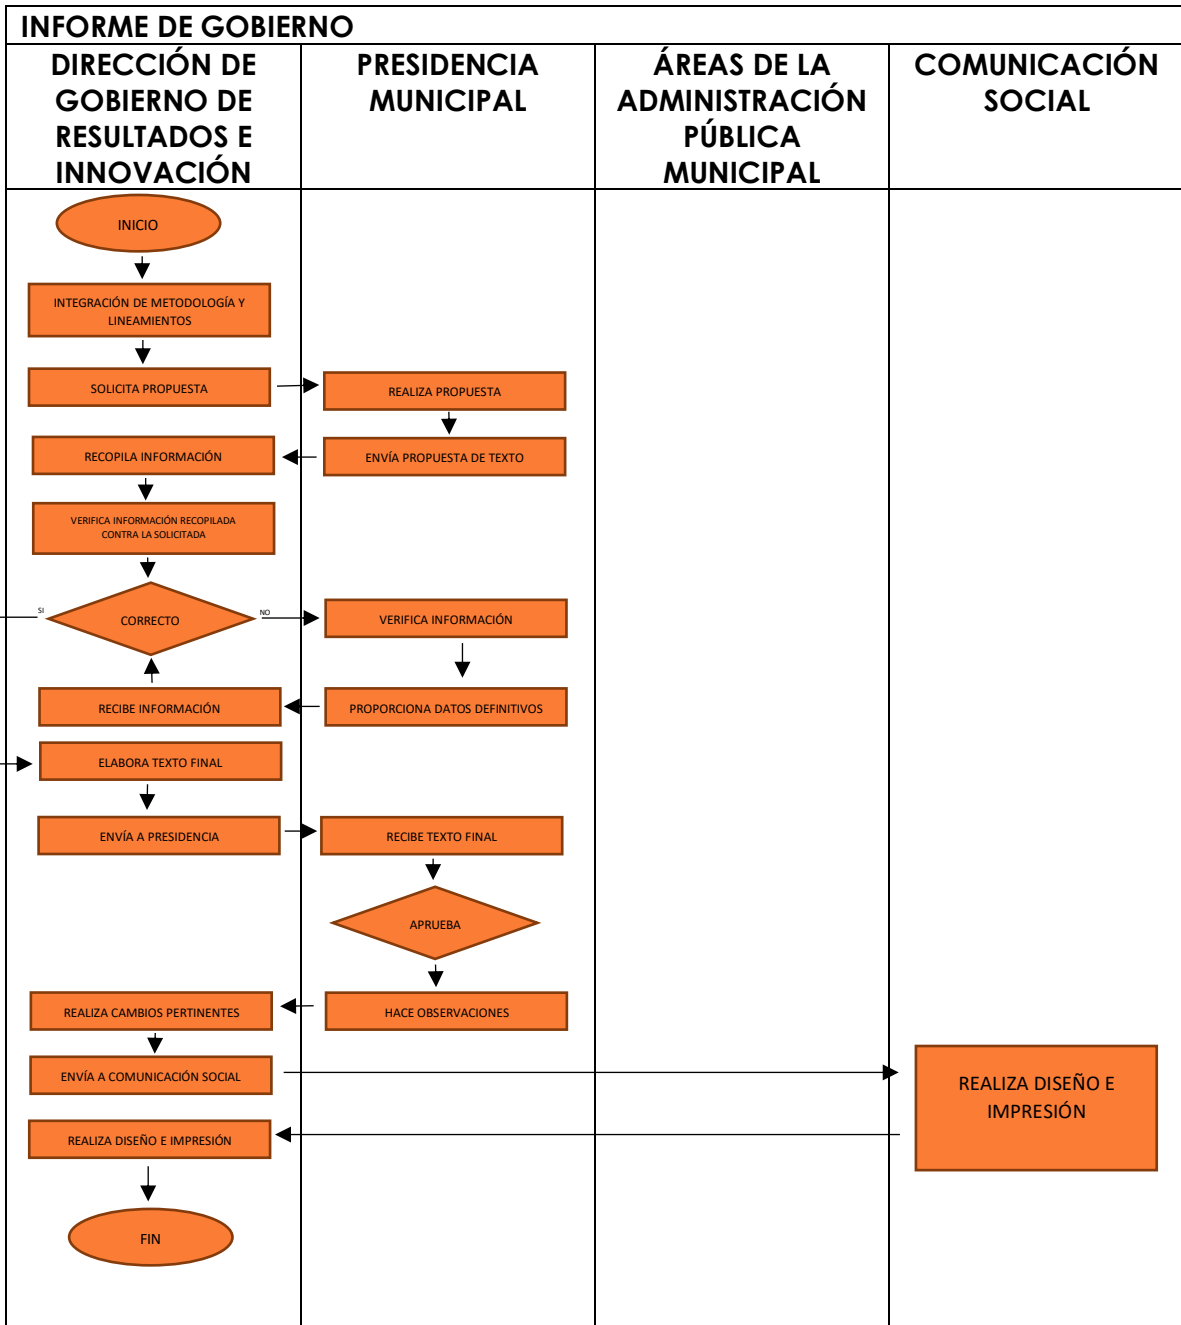 INFORME DE GOBIERNO
DIRECCIÓN DE
GOBIERNO DE
RESULTADOS E
INNOVACIÓN
PRESIDENCIA
MUNICIPAL
ÁREAS DE LA
ADMINISTRACIÓN
PÚBLICA
MUNICIPAL
COMUNICACIÓN
SOCIAL
INICIO
INTEGRACIÓN DE METODOLOGÍA Y
LINEAMIENTOS
SOLICITA PROPUESTA
REALIZA PROPUESTA
RECOPILA INFORMACIÓN
ENVÍA PROPUESTA DE TEXTO
VERIFICA INFORMACIÓN RECOPILADA
CONTRA LA SOLICITADA
SI
CORRECTO
NO
VERIFICA INFORMACIÓN
RECIBE INFORMACIÓN
PROPORCIONA DATOS DEFINITIVOS
ELABORA TEXTO FINAL
ENVÍA A PRESIDENCIA
RECIBE TEXTO FINAL
APRUEBA
REALIZA CAMBIOS PERTINENTES
HACE OBSERVACIONES
ENVÍA A COMUNICACIÓN SOCIAL
REALIZA DISEÑO E
IMPRESIÓN
REALIZA DISEÑO E IMPRESIÓN
FIN